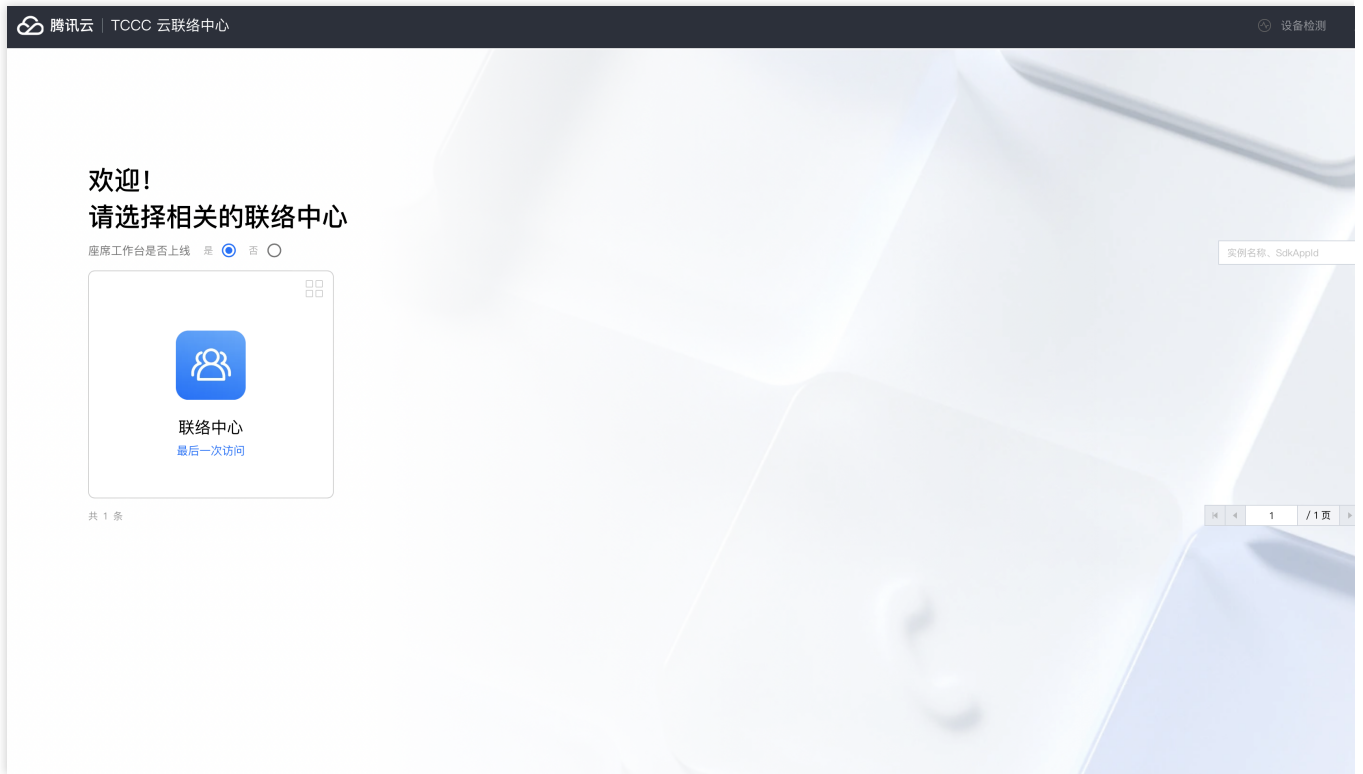 腾讯云 | TCCC 云联络中心
设备检测
欢迎!
请选择相关的联络中心
座席工作台是否上线 是 否
实例名称、SdkAppId
联络中心
最后一次访问
共 1 条
1 / 1 页